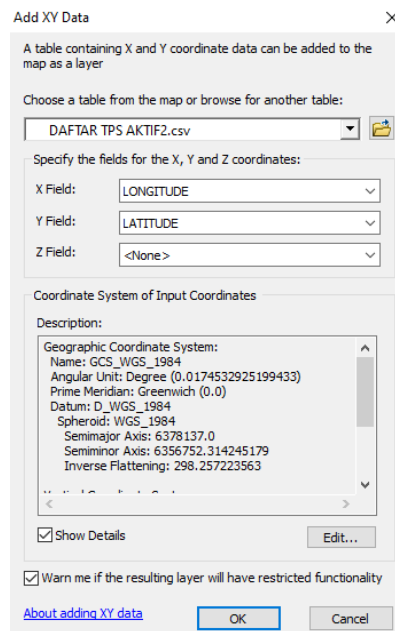 Add XY Data
A table containing X and Y coordinate data can be added to the
map as a layer
Choose a table from the map or browse for another table:
DAFTAR TPS AKTIF2.csv
Specify the fields for the X, Y and Z coordinates:
X Field:
LONGITUDE
Y Field:
LATITUDE
Z Field:
<None>
Coordinate System of Input Coordinates
Description:
Geographic Coordinate System:
Name: GCS_WGS_1984
Angular Unit: Degree (0.0174532925199433)
Prime Meridian: Greenwich (0.0)
Datum: D_WGS_1984
Spheroid: WGS_1984
Semimajor Axis: 6378137.0
Semiminor Axis: 6356752.314245179
Inverse Flattening: 298.257223563
Show Details
Edit...
Warn me if the resulting layer will have restricted functionality
About adding XY data
OK
Cancel